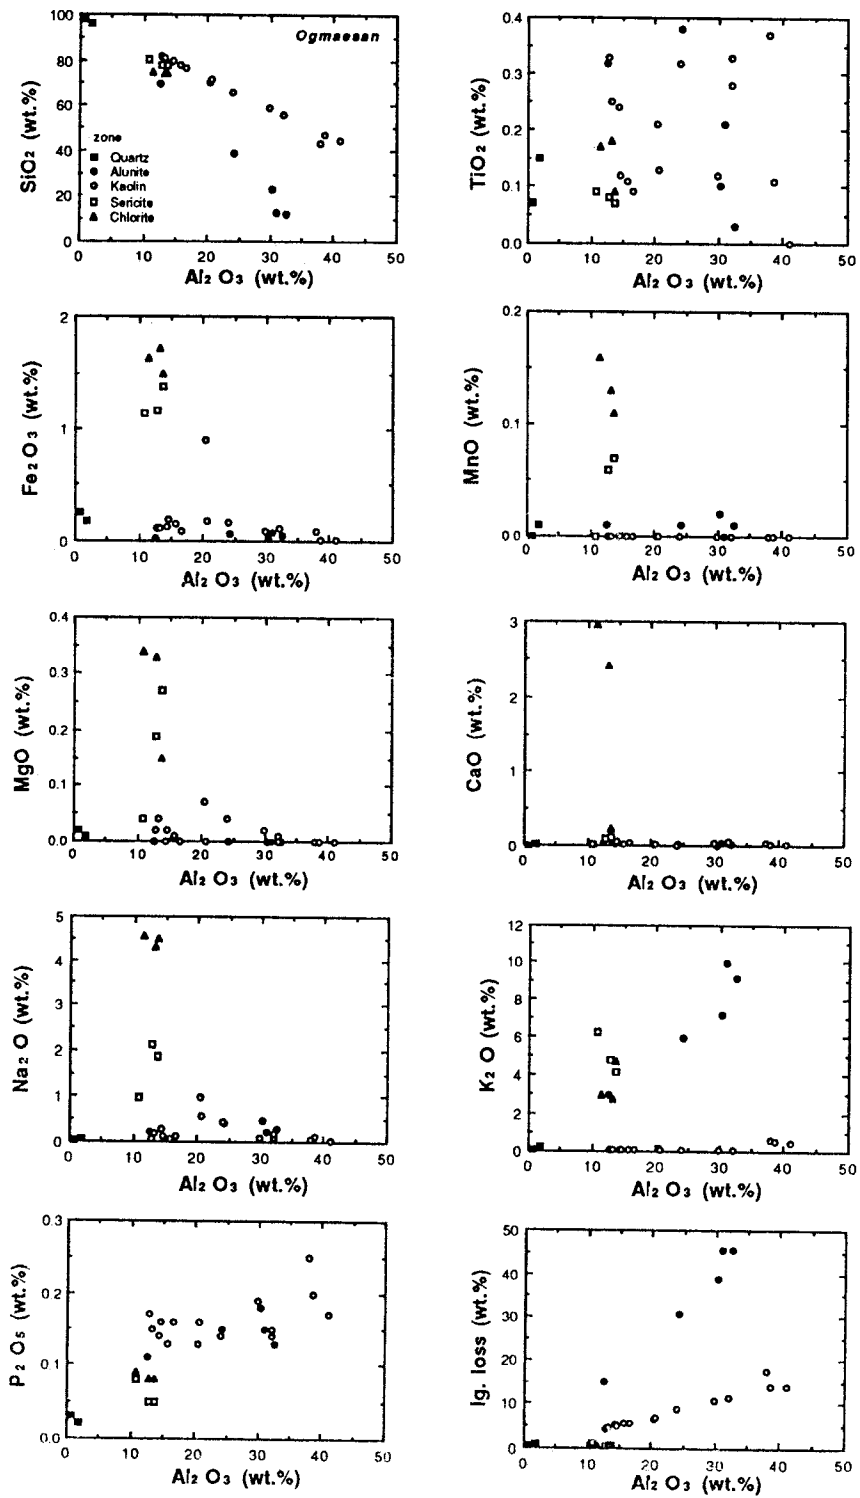 Ogmaesan
SiO₂ (wt.%)
100
80
60
40
20
0
zone
Quartz
Alunite
Kaolin
Sericite
Chlorite
0 10 20 30 40 50
Al₂ O₃ (wt.%)
TiO₂ (wt.%)
0.4
0.3
0.2
0.1
0.0
0 10 20 30 40 50
Al₂ O₃ (wt.%)
Fe₂ O₃ (wt.%)
2
1
0
0 10 20 30 40 50
Al₂ O₃ (wt.%)
MnO (wt.%)
0.2
0.1
0.0
0 10 20 30 40 50
Al₂ O₃ (wt.%)
MgO (wt.%)
0.4
0.3
0.2
0.1
0.0
0 10 20 30 40 50
Al₂ O₃ (wt.%)
CaO (wt.%)
3
2
1
0
0 10 20 30 40 50
Al₂ O₃ (wt.%)
Na₂ O (wt.%)
5
4
3
2
1
0
0 10 20 30 40 50
Al₂ O₃ (wt.%)
K₂ O (wt.%)
12
10
8
6
4
2
0
0 10 20 30 40 50
Al₂ O₃ (wt.%)
P₂ O₅ (wt.%)
0.3
0.2
0.1
0.0
0 10 20 30 40 50
Al₂ O₃ (wt.%)
Ig. loss (wt.%)
50
40
30
20
10
0
0 10 20 30 40 50
Al₂ O₃ (wt.%)